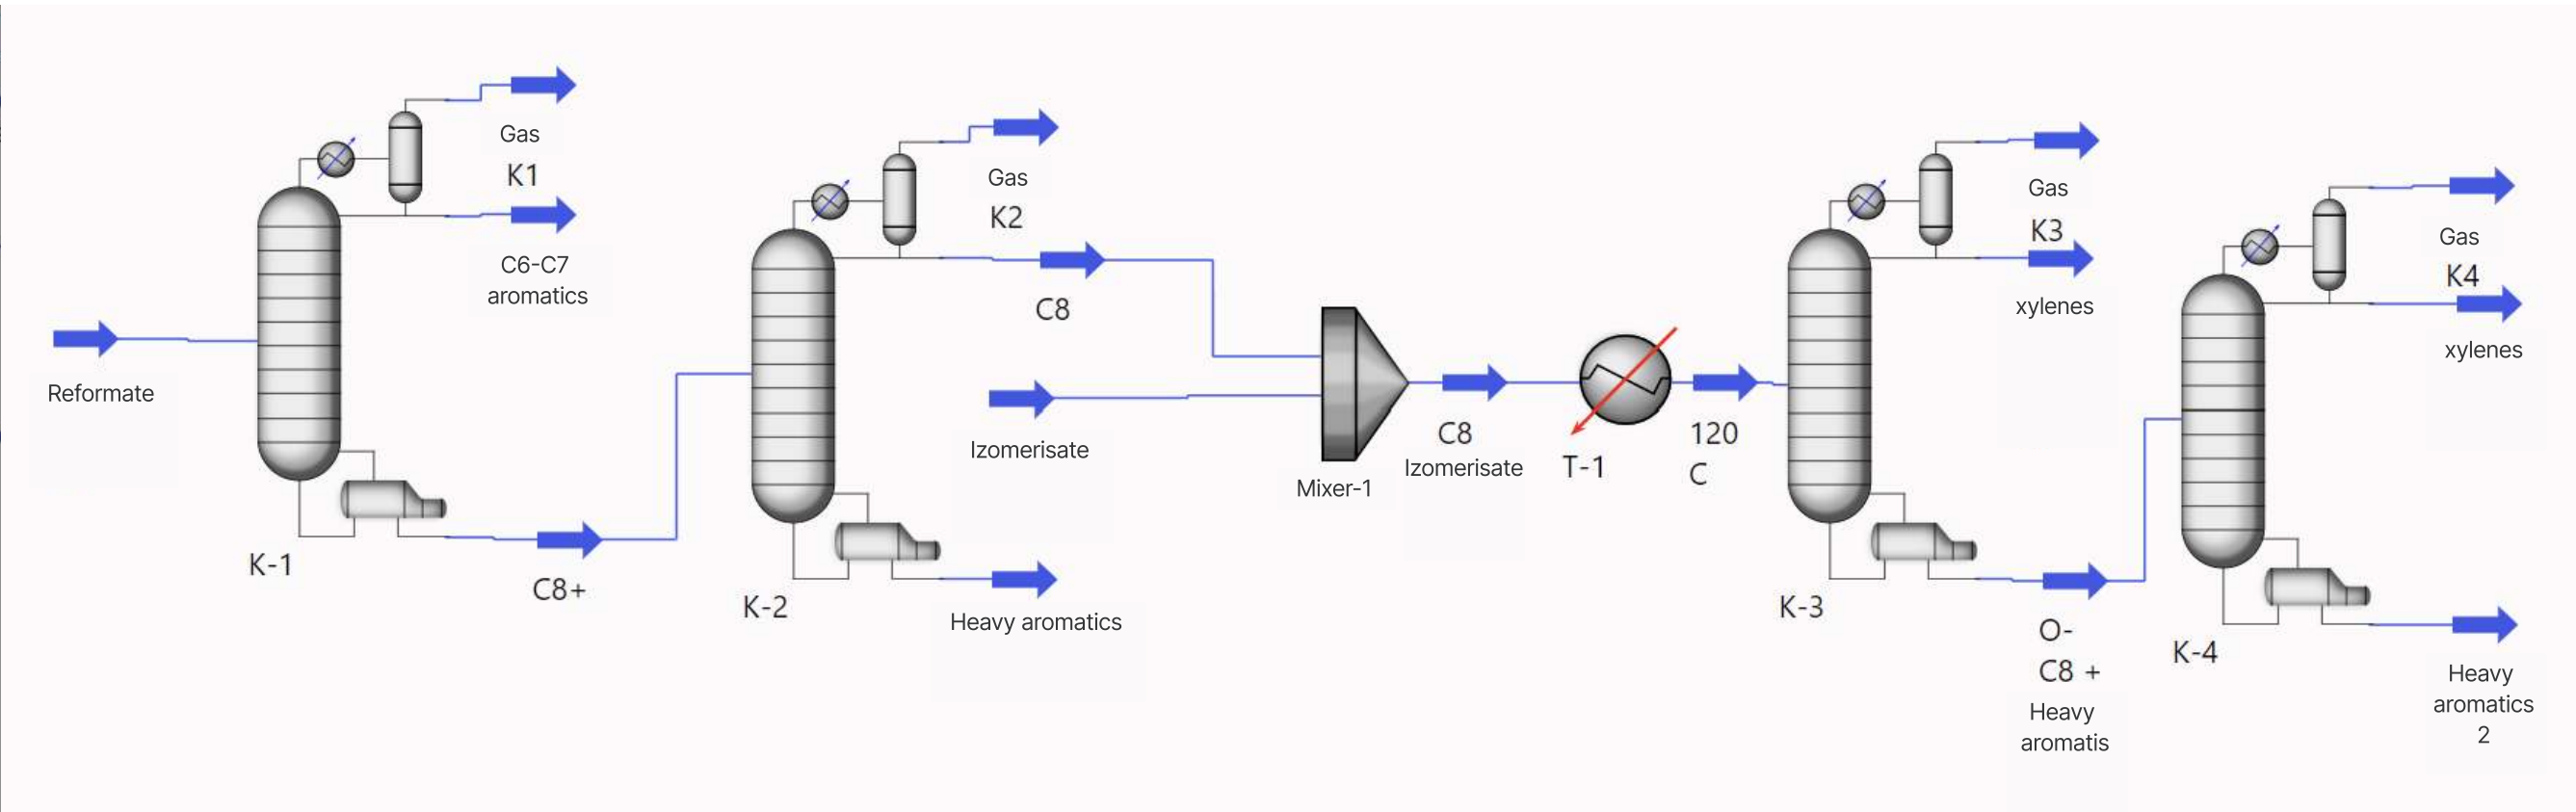 Gas
K1
C6-C7
aromatics
Reformate
K-1
C8+
Gas
K2
C8
K-2
Heavy aromatics
Izomerisate
Mixer-1
C8
Izomerisate
T-1
120
C
Gas
K3
xylenes
K-3
O-
C8 +
Heavy
aromatis
Gas
K4
xylenes
K-4
Heavy
aromatics
2